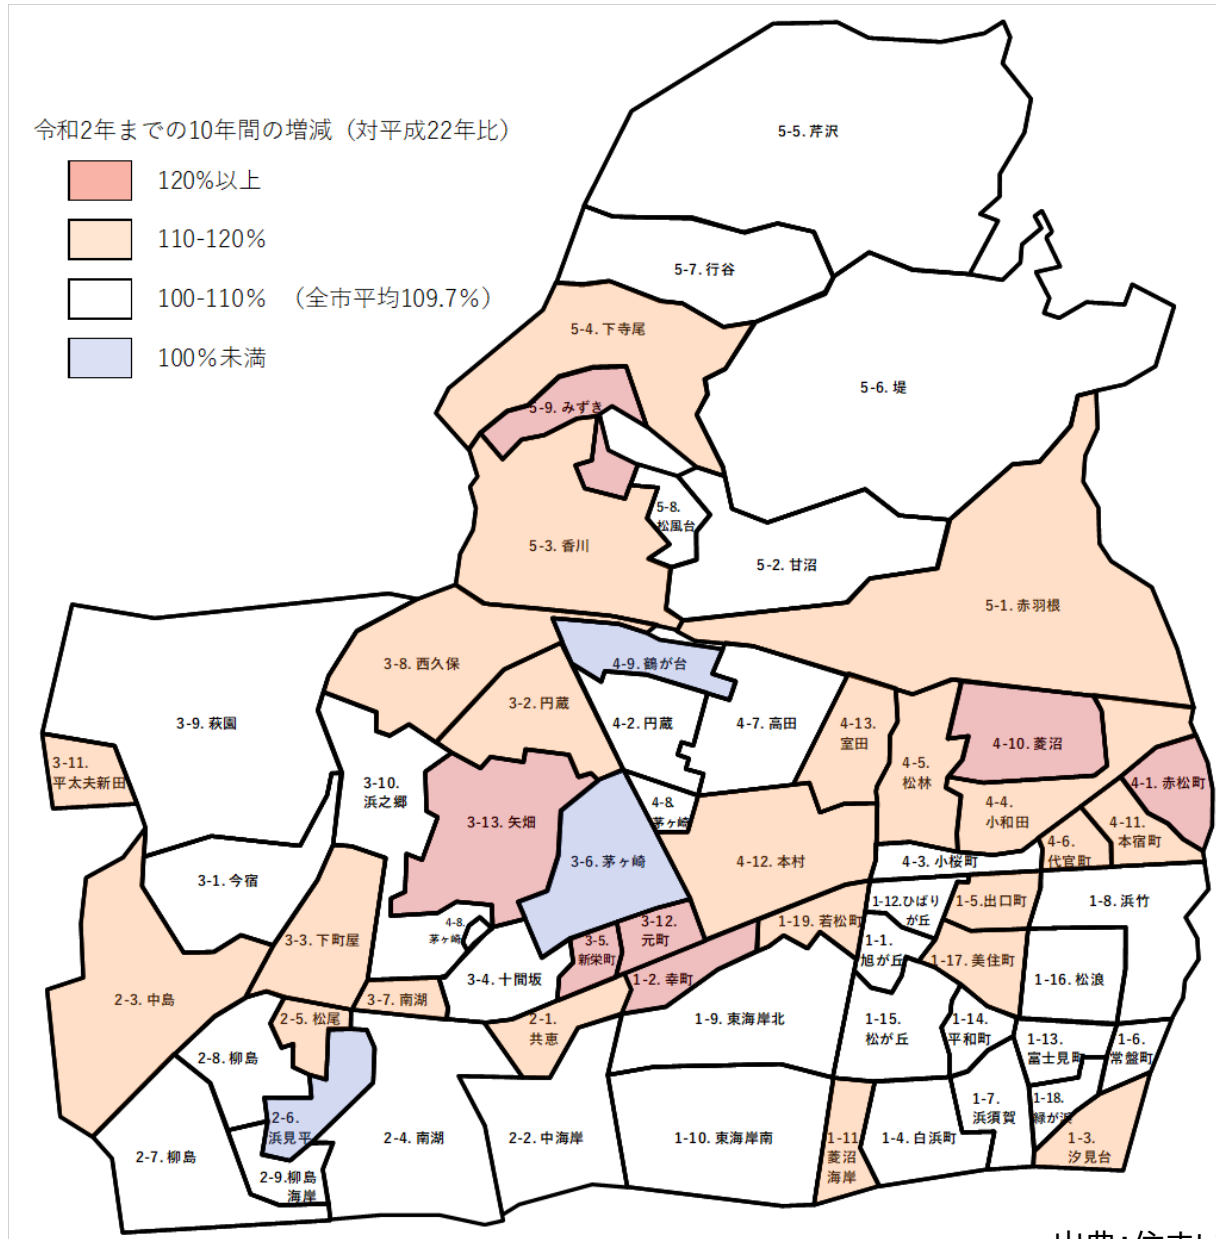 令和2年までの10年間の増減（対平成22年比）
120%以上
110-120%
100-110%　（全市平均109.7%）
100%未満
5-5. 芹沢
5-7. 行谷
5-4. 下寺尾
5-6. 堤
5-9. みずき
5-8.
松風台
5-3. 香川
5-2. 甘沼
5-1. 赤羽根
3-8. 西久保
4-9. 鶴が台
3-2. 円蔵
4-2. 円蔵
4-7. 高田
4-13.
室田
3-9. 萩園
4-10. 菱沼
3-11.
平太夫新田
3-10.
浜之郷
4-5.
松林
4-1. 赤松町
4-8.
茅ヶ崎
4-4.
小和田
3-13. 矢畑
4-11.
本宿町
4-6.
代官町
3-6. 茅ヶ崎
4-12. 本村
4-3. 小桜町
3-1. 今宿
1-12.ひばり
が丘
1-5.出口町
1-8. 浜竹
4-8.
茅ヶ崎
3-12.
元町
1-19. 若松町
3-3. 下町屋
3-5.
新栄町
1-1.
旭が丘
1-17. 美住町
3-4. 十間坂
1-2. 幸町
1-16. 松浪
2-3. 中島
3-7. 南湖
2-5. 松尾
2-1.
共恵
1-9. 東海岸北
1-15.
松が丘
1-14.
平和町
1-13.
富士見町
1-6.
常盤町
2-8. 柳島
1-7.
浜須賀
1-18.
緑が浜
2-6.
浜見平
2-4. 南湖
2-2. 中海岸
1-10. 東海岸南
1-11
菱沼
海岸
1-4. 白浜町
1-3.
汐見台
2-7. 柳島
2-9. 柳島
海岸